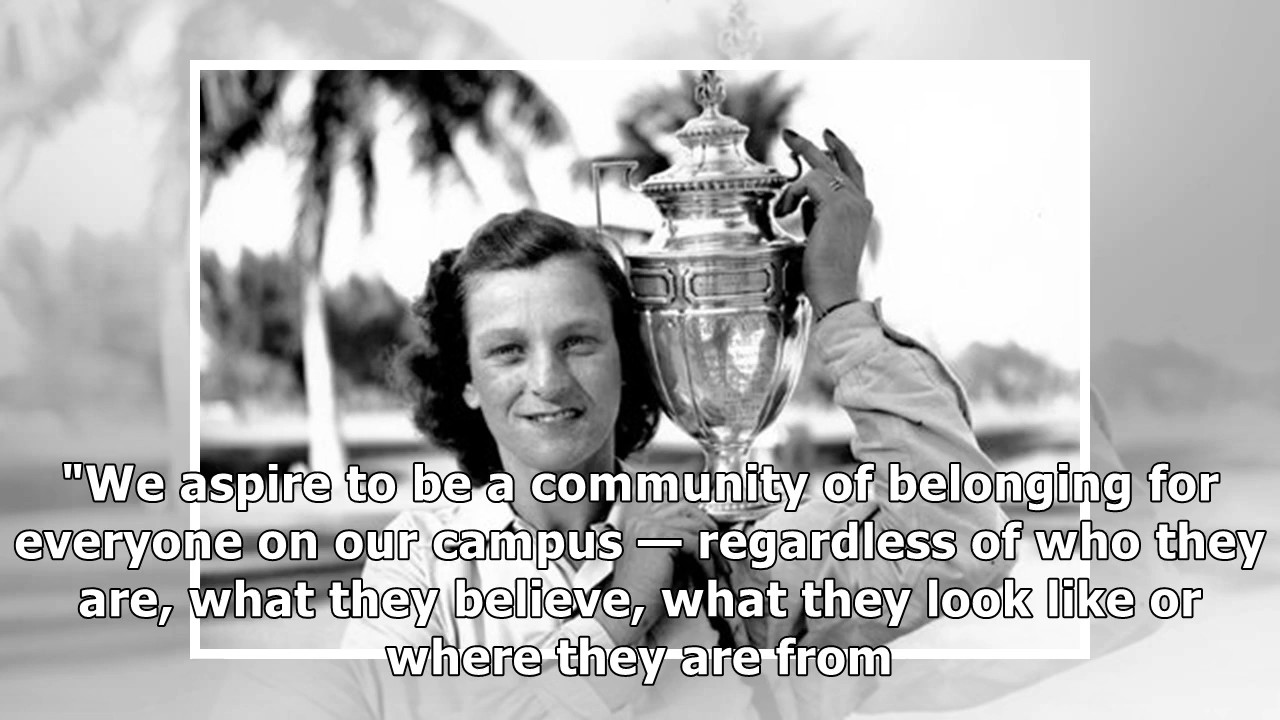 "We aspire to be a community of belonging for
everyone on our campus — regardless of who they
are, what they believe, what they look like or
where they are from